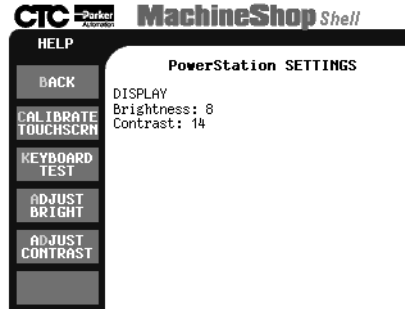 CTC Parker Automation MachineShop Shell
HELP
PowerStation SETTINGS
BACK
DISPLAY
Brightness: 8
Contrast: 14
CALIBRATE
TOUCHSCRN
KEYBOARD
TEST
ADJUST
BRIGHT
ADJUST
CONTRAST